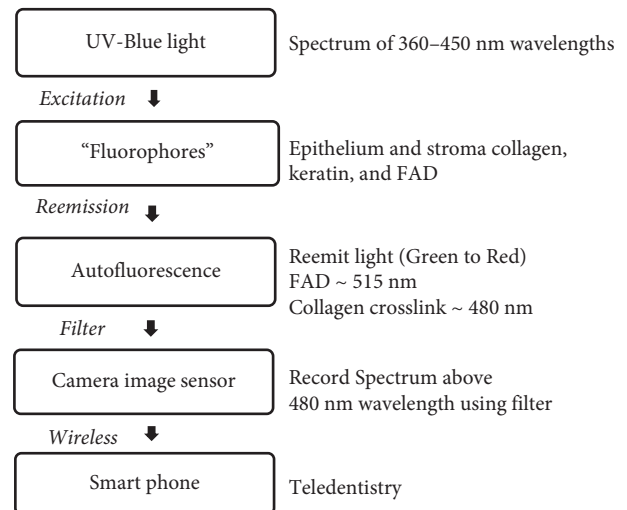 UV-Blue light
Spectrum of 360–450 nm wavelengths
Excitation
“Fluorophores”
Epithelium and stroma collagen,
keratin, and FAD
Reemission
Autofluorescence
Reemit light (Green to Red)
FAD ~ 515 nm
Collagen crosslink ~ 480 nm
Filter
Camera image sensor
Record Spectrum above
480 nm wavelength using filter
Wireless
Smart phone
Teledentistry